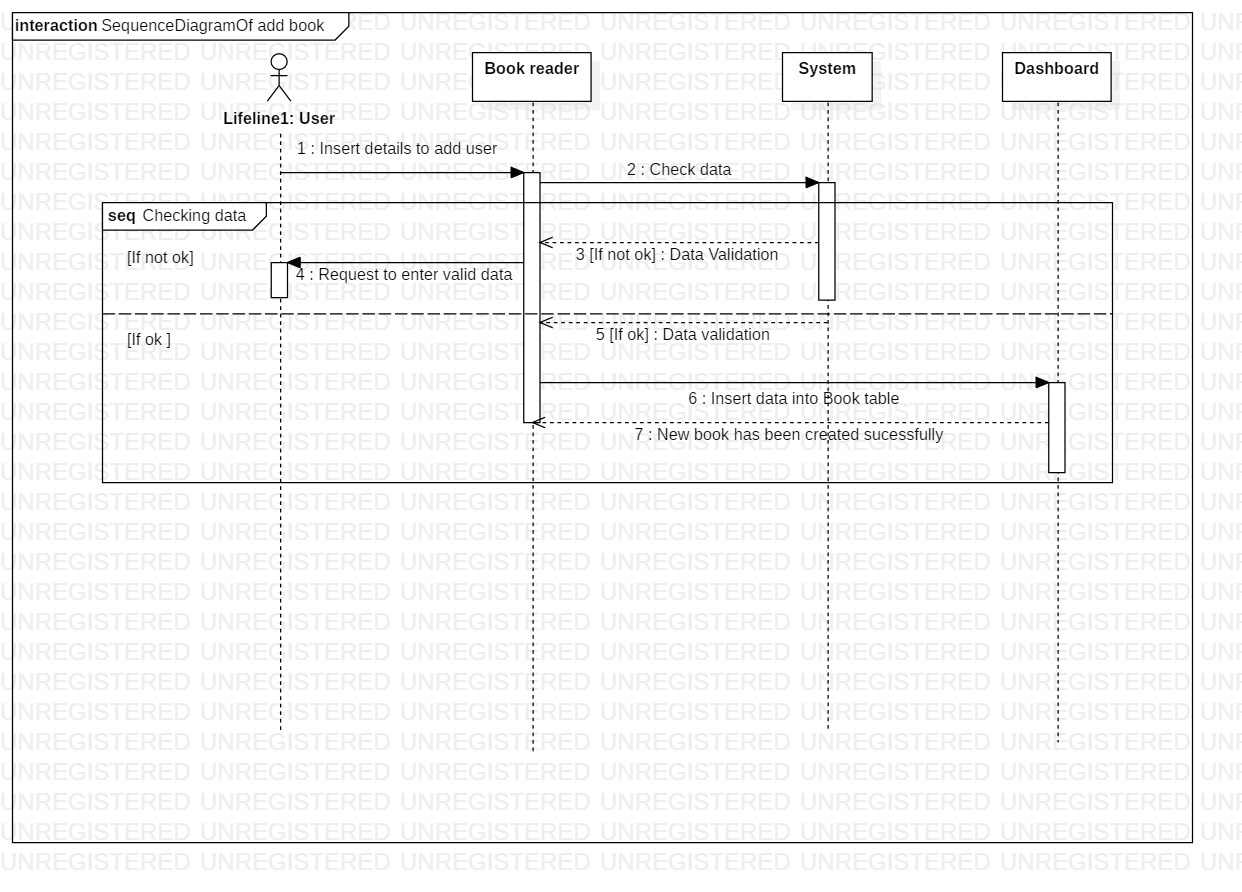 interaction SequenceDiagramOf add book
Book reader
System
Dashboard
Lifeline1: User
1 : Insert details to add user
2 : Check data
seq Checking data
[If not ok]
3 [If not ok] : Data Validation
4 : Request to enter valid data
5 [If ok] : Data validation
[If ok ]
6 : Insert data into Book table
7 : New book has been created sucessfully
UNREGISTERED